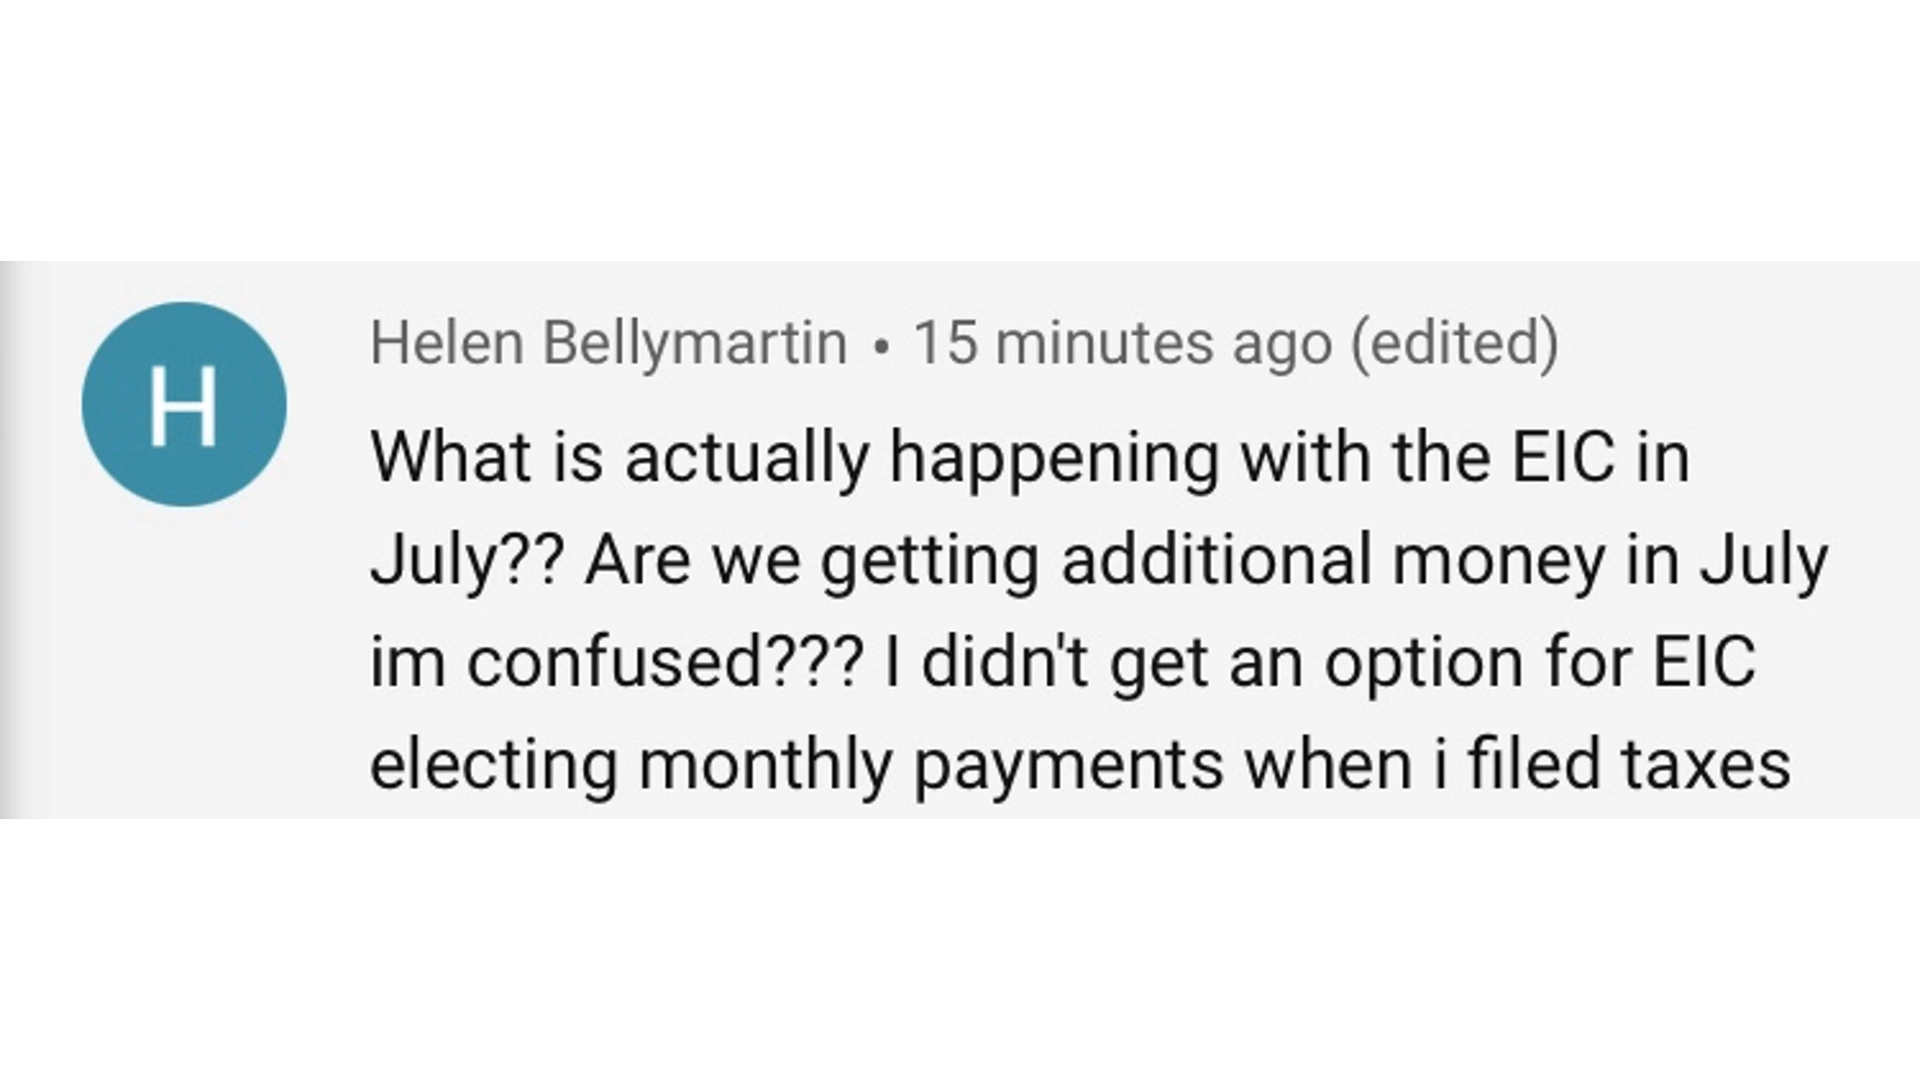 H
Helen Bellymartin • 15 minutes ago (edited)
What is actually happening with the EIC in
July?? Are we getting additional money in July
im confused??? I didn't get an option for EIC
electing monthly payments when i filed taxes